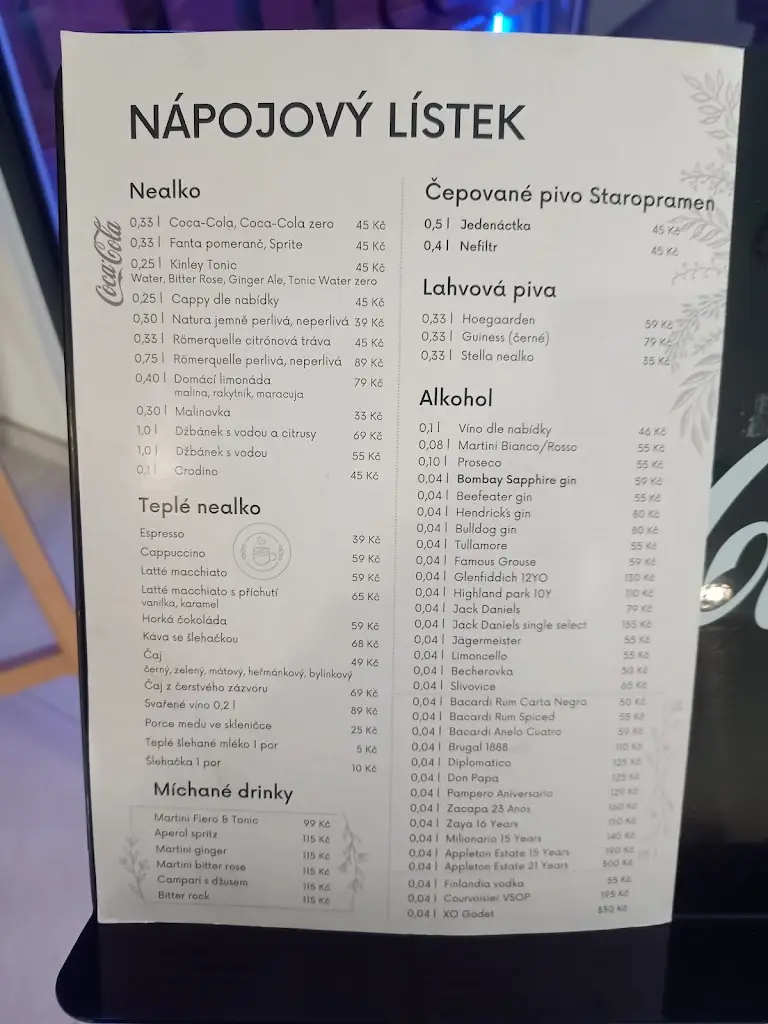 NÁPOJOVÝ LÍSTEK
Nealko
Coca-Cola
0,33 l Coca-Cola, Coca-Cola zero 45 Kč
0,33 l Fanta pomeranč, Sprite 45 Kč
0,25 l Kinley Tonic 45 Kč
Water, Bitter Rose, Ginger Ale, Tonic Water zero
0,25 l Cappy dle nabídky 45 Kč
0,30 l Natura jemně perlivá, neperlivá 39 Kč
0,33 l Römerquelle citrónová tráva 45 Kč
0,75 l Römerquelle perlivá, neperlivá 89 Kč
0,40 l Domácí limonáda 79 Kč
malina, rakytník, maracuja
0,30 l Malinovka 33 Kč
1,0 l Džbánek s vodou a citrusy 69 Kč
1,0 l Džbánek s vodou 55 Kč
0,1 l Crodino 45 Kč
Teplé nealko
Espresso 39 Kč
Cappuccino 59 Kč
Latté macchiato 59 Kč
Latté macchiato s příchutí 65 Kč
vanilka, karamel
Horká čokoláda 59 Kč
Káva se šlehačkou 68 Kč
Čaj 49 Kč
černý, zelený, mátový, heřmánkový, bylinkový
Čaj z čerstvého zázvoru 69 Kč
Svařené víno 0,2 l 89 Kč
Porce medu ve skleničce 25 Kč
Teplé šlehané mléko 1 por 5 Kč
Šlehačka 1 por 10 Kč
Míchané drinky
Martini Fiero & Tonic 99 Kč
Aperol spritz 115 Kč
Martini ginger 115 Kč
Martini bitter rose 115 Kč
Campari s džusem 115 Kč
Bitter rock 115 Kč
Čepované pivo Staropramen
0,5 l Jedenáctka 45 Kč
0,4 l Nefiltr 45 Kč
Lahvová piva
0,33 l Hoegaarden 59 Kč
0,33 l Guiness (černé) 79 Kč
0,33 l Stella nealko 35 Kč
Alkohol
0,1 l Víno dle nabídky 46 Kč
0,08 l Martini Bianco/Rosso 55 Kč
0,10 l Proseco 55 Kč
0,04 l Bombay Sapphire gin 59 Kč
0,04 l Beefeater gin 55 Kč
0,04 l Hendrick's gin 80 Kč
0,04 l Bulldog gin 80 Kč
0,04 l Tullamore 55 Kč
0,04 l Famous Grouse 59 Kč
0,04 l Glenfiddich 12YO 130 Kč
0,04 l Highland park 10Y 110 Kč
0,04 l Jack Daniels 79 Kč
0,04 l Jack Daniels single select Kč
0,04 l Jägermeister 55 Kč
0,04 l Limoncello 55 Kč
0,04 l Becherovka 50 Kč
0,04 l Slivovice 65 Kč
0,04 l Bacardi Rum Carta Negro 50 Kč
0,04 l Bacardi Rum Spiced 55 Kč
0,04 l Bacardi Anelo Cuatro 59 Kč
0,04 l Brugal 1888 110 Kč
0,04 l Diplomatico 125 Kč
0,04 l Don Papa 125 Kč
0,04 l Pampero Aniversario Kč
0,04 l Zacapa 23 Anos Kč
0,04 l Zaya 16 Years Kč
0,04 l Milionario 15 Years 140 Kč
0,04 l Appleton Estate 15 Years 190 Kč
0,04 l Appleton Estate 21 Years 300 Kč
0,04 l Finlandia vodka 55 Kč
0,04 l Courvoisier VSOP 195 Kč
0,04 l XO Godet Kč